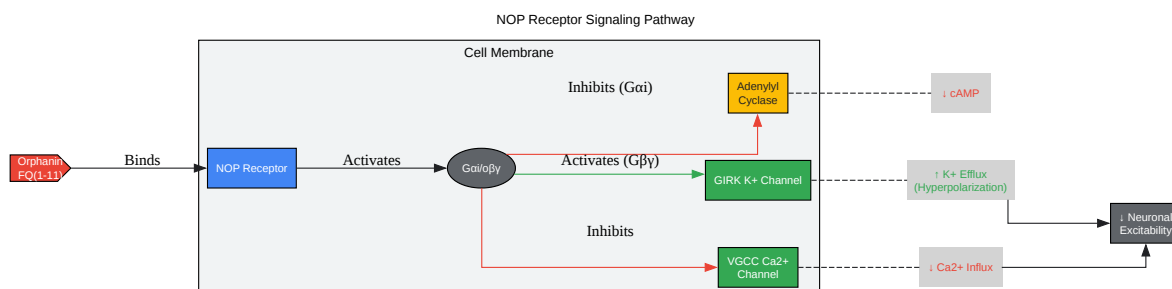 NOP Receptor Signaling Pathway
Cell Membrane
Inhibits (Gαi)
Adenylyl
Cyclase
↓ cAMP
Orphanin
FQ(1-11)
Binds
NOP Receptor
Activates
Gαi/oβγ
Activates (Gβγ)
GIRK K+ Channel
↑ K+ Efflux
(Hyperpolarization)
↓ Neuronal
Excitability
Inhibits
VGCC Ca2+
Channel
↓ Ca2+ Influx